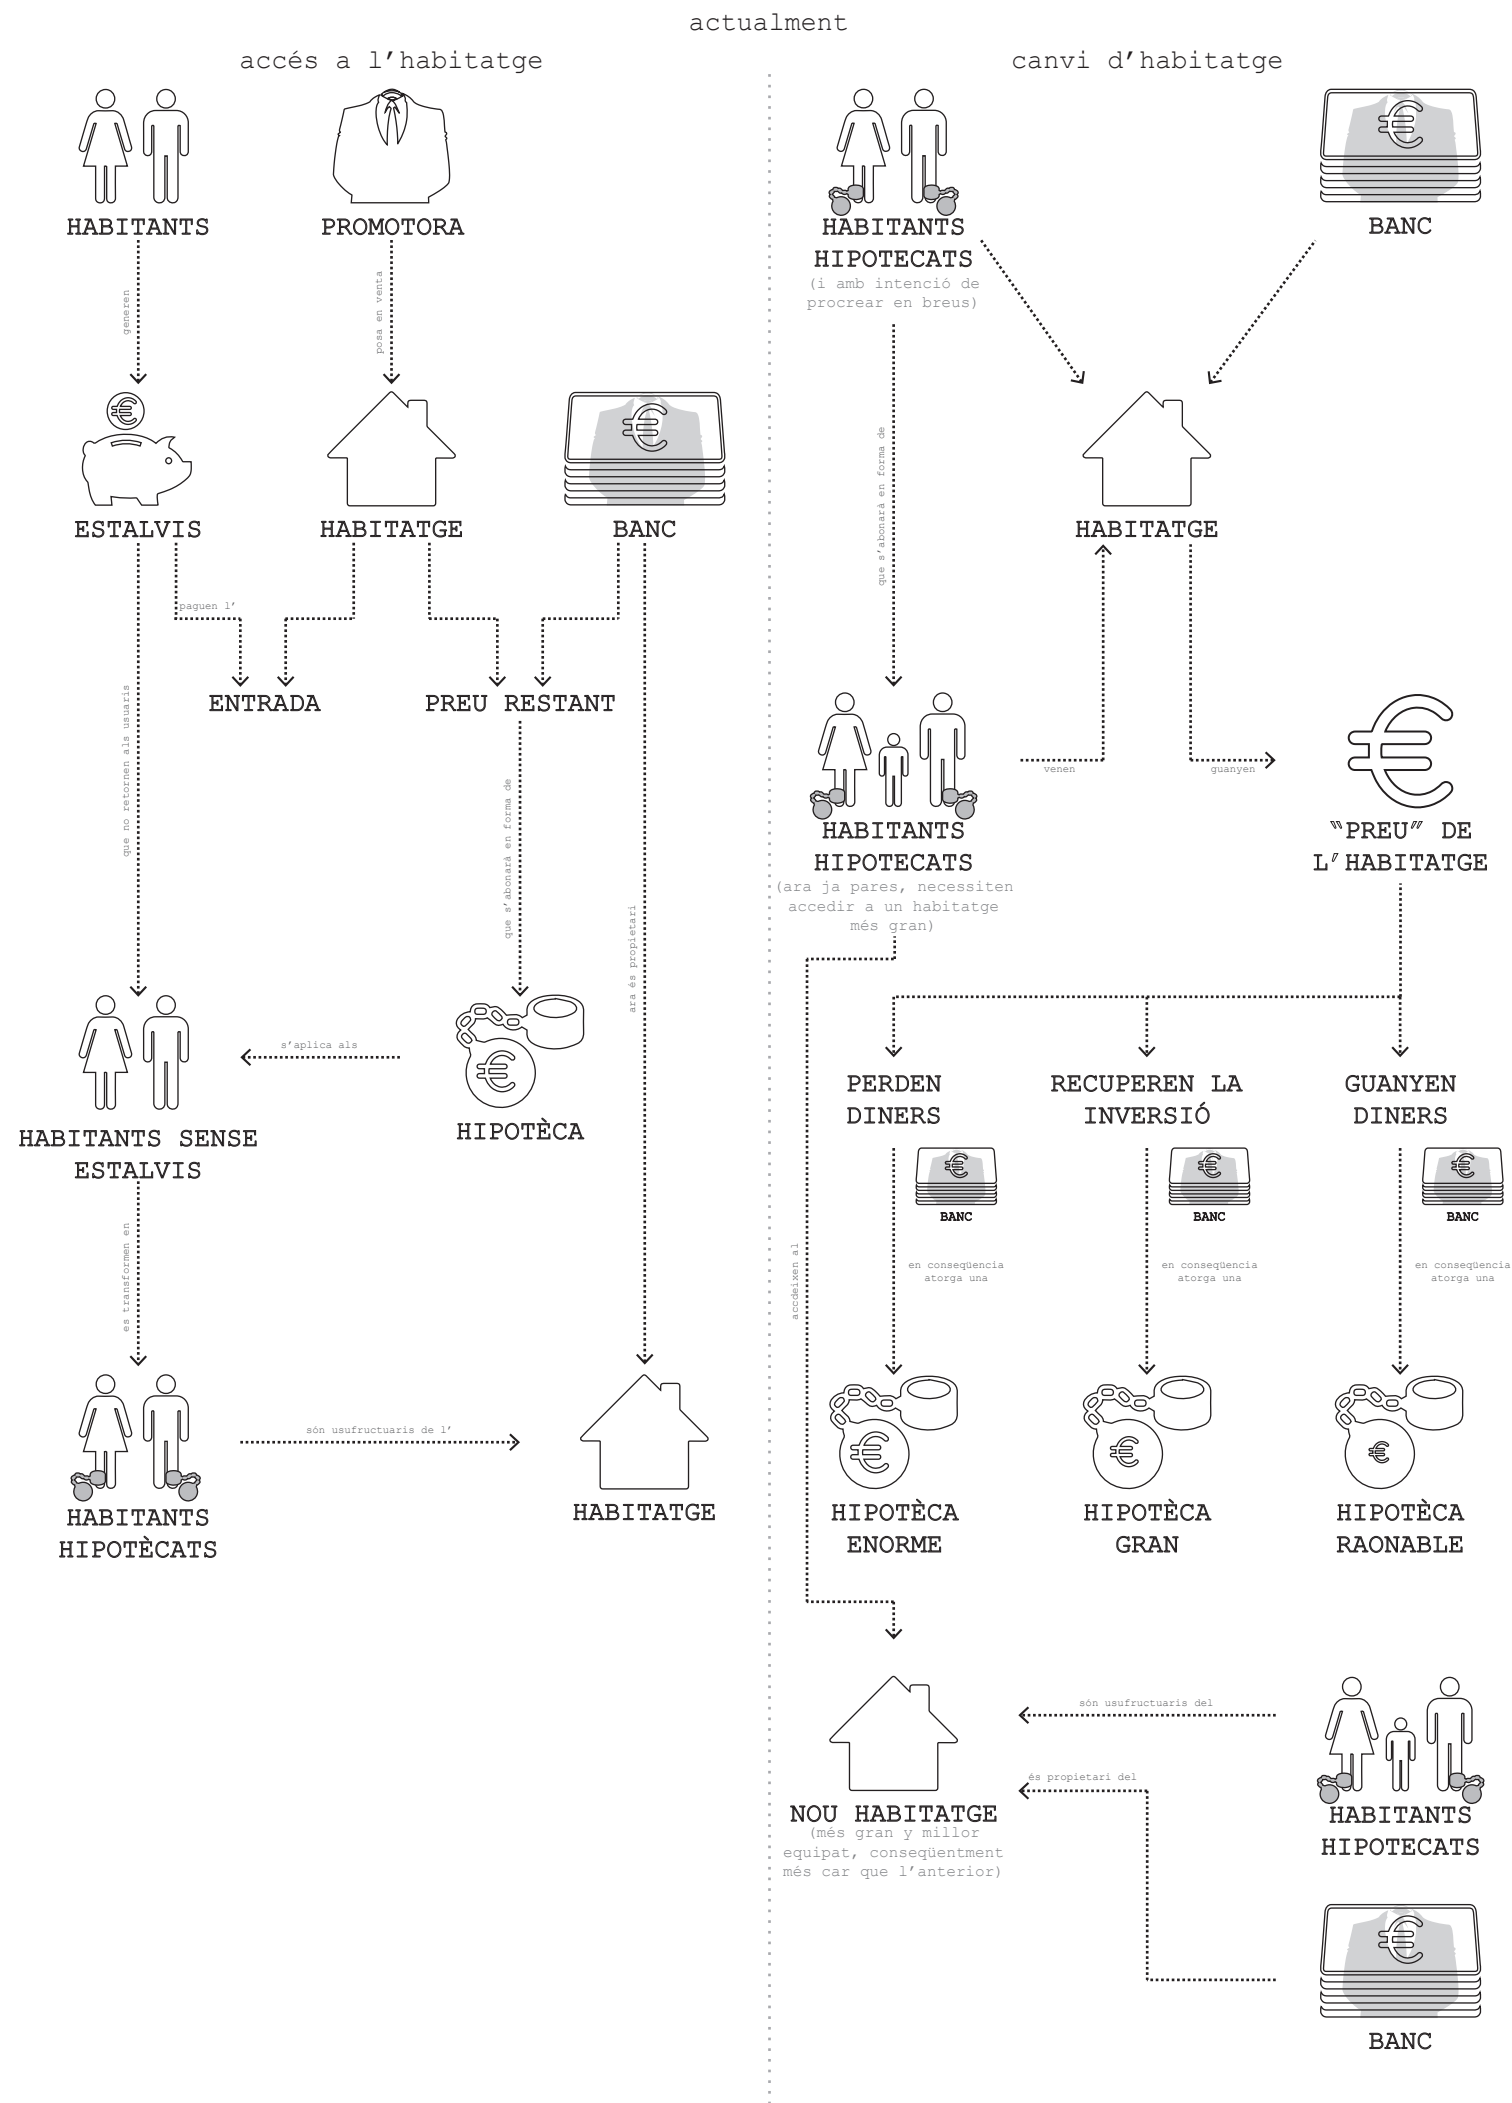 actualment
accés a l’habitatge
HABITANTS
PROMOTORA
generen
posa en venta
ESTALVIS
HABITATGE
BANC
paguen l’
ENTRADA
PREU RESTANT
que no retornen als usuaris
que s’abonarà en forma de
ara és propietari
s’aplica als
HABITANTS SENSE
ESTALVIS
HIPOTÈCA
es transformen en
són usufructuaris de l’
HABITANTS
HIPOTÈCATS
HABITATGE
canvi d’habitatge
HABITANTS
HIPOTECATS
(i amb intenció de
procrear en breus)
BANC
que s’abonarà en forma de
HABITATGE
venen
guanyen
HABITANTS
HIPOTECATS
(ara ja pares, necessiten
accedir a un habitatge
més gran)
“PREU” DE
L’HABITATGE
PERDEN
DINERS
RECUPEREN LA
INVERSIÓ
GUANYEN
DINERS
BANC
BANC
BANC
en conseqüencia
atorga una
en conseqüencia
atorga una
en conseqüencia
atorga una
accdeixen al
HIPOTÈCA
ENORME
HIPOTÈCA
GRAN
HIPOTÈCA
RAONABLE
són usufructuaris del
és propietari del
NOU HABITATGE
(més gran y millor
equipat, conseqüentment
més car que l’anterior)
HABITANTS
HIPOTECATS
BANC